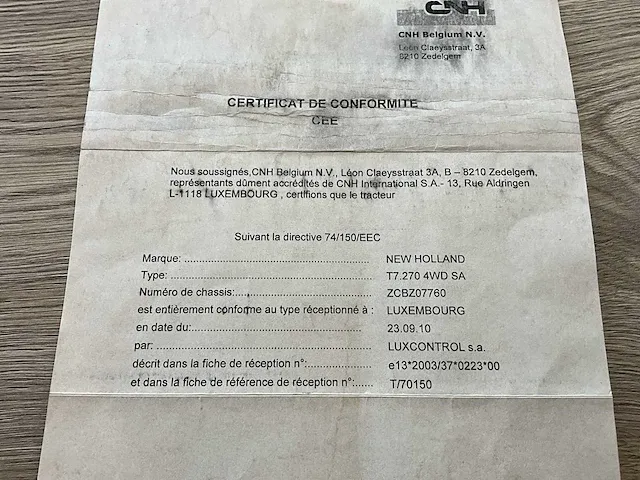 CNH
CNH Belgium N.V.
Léon Claeysstraat, 3A
8210 Zedelgem
CERTIFICAT DE CONFORMITE
CEE
Nous soussignés,CNH Belgium N.V., Léon Claeysstraat 3A, B – 8210 Zedelgem,
représentants dûment accrédités de CNH International S.A.- 13, Rue Aldringen
L-1118 LUXEMBOURG , certifions que le tracteur
Suivant la directive 74/150/EEC
Marque: .......................................................... NEW HOLLAND
Type: .............................................................. T7.270 4WD SA
Numéro de chassis:.......................................... ZCBZ07760
est entièrement conforme au type réceptionné à : LUXEMBOURG
en date du:...................................................... 23.09.10
par: .................................................................. LUXCONTROL s.a.
décrit dans la fiche de réception n°:.................... e13*2003/37*0223*00
et dans la fiche de référence de réception n°:...... T/70150